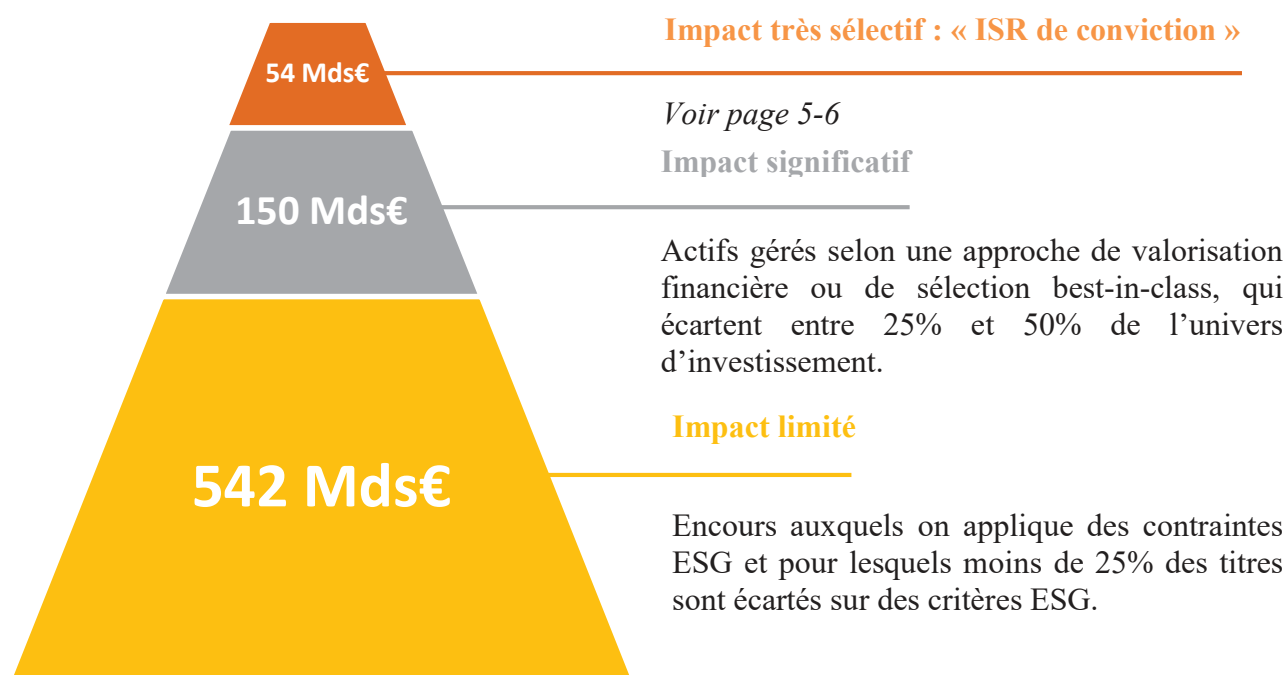 54 Mds€
Impact très sélectif : « ISR de conviction »
Voir page 5-6
150 Mds€
Impact significatif
Actifs gérés selon une approche de valorisation
financière ou de sélection best-in-class, qui
écartent entre 25% et 50% de l’univers
d’investissement.
542 Mds€
Impact limité
Encours auxquels on applique des contraintes
ESG et pour lesquels moins de 25% des titres
sont écartés sur des critères ESG.